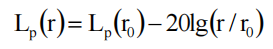 Lₚ(r) = Lₚ(r₀) − 20lg(r / r₀)